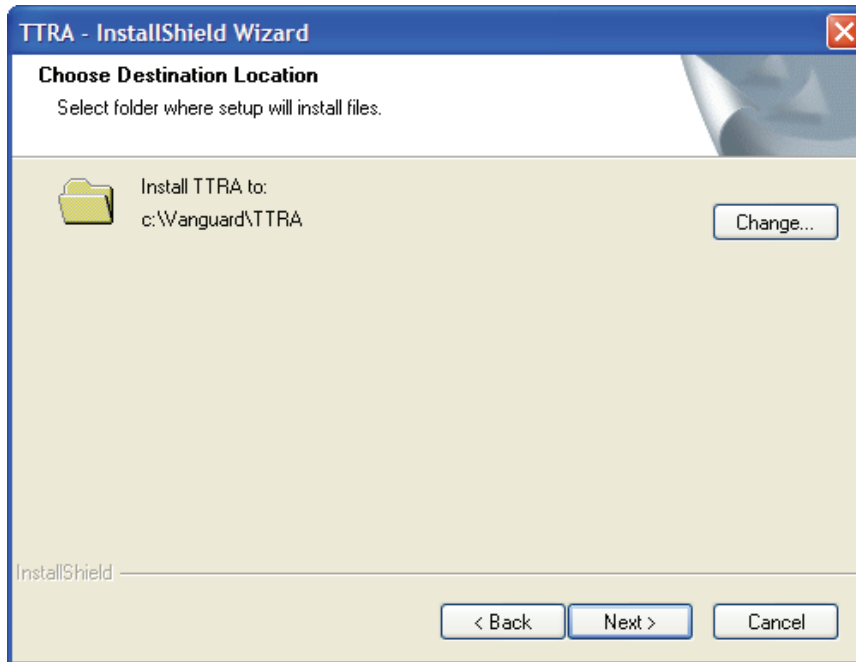 TTRA - InstallShield Wizard
Choose Destination Location
Select folder where setup will install files.
Install TTRA to:
c:\Vanguard\TTRA
Change...
InstallShield
< Back
Next >
Cancel